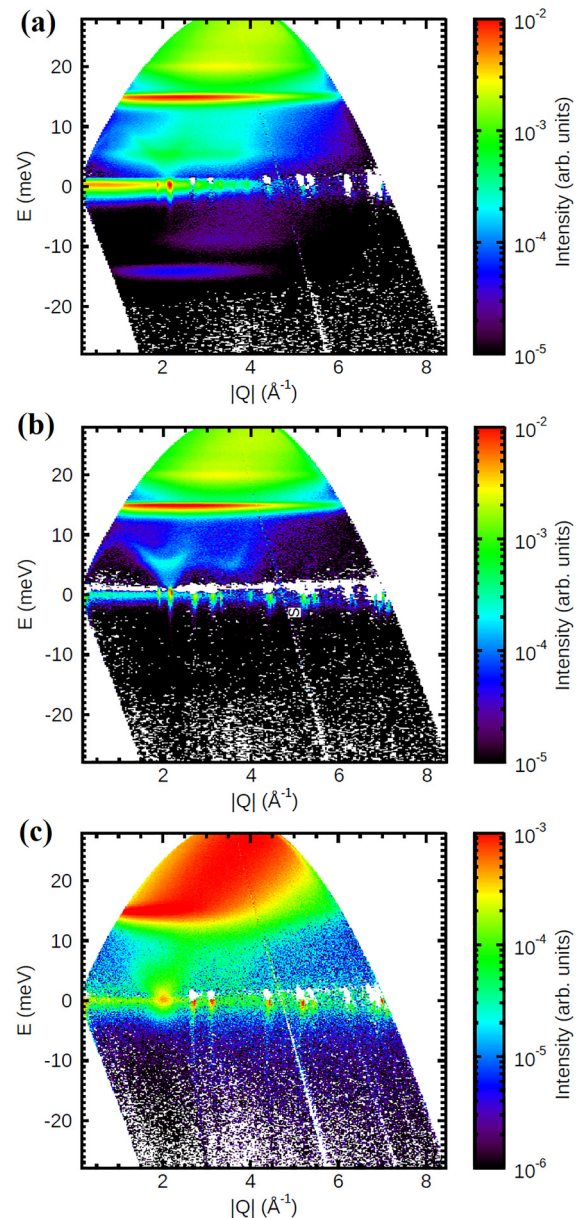 (a)
E (meV)
20
10
0
-10
-20
2 4 6 8
|Q| (Å⁻¹)
10⁻²
10⁻³
10⁻⁴
10⁻⁵
Intensity (arb. units)
(b)
E (meV)
20
10
0
-10
-20
S
2 4 6 8
|Q| (Å⁻¹)
10⁻²
10⁻³
10⁻⁴
10⁻⁵
Intensity (arb. units)
(c)
E (meV)
20
10
0
-10
-20
2 4 6 8
|Q| (Å⁻¹)
10⁻³
10⁻⁴
10⁻⁵
10⁻⁶
Intensity (arb. units)